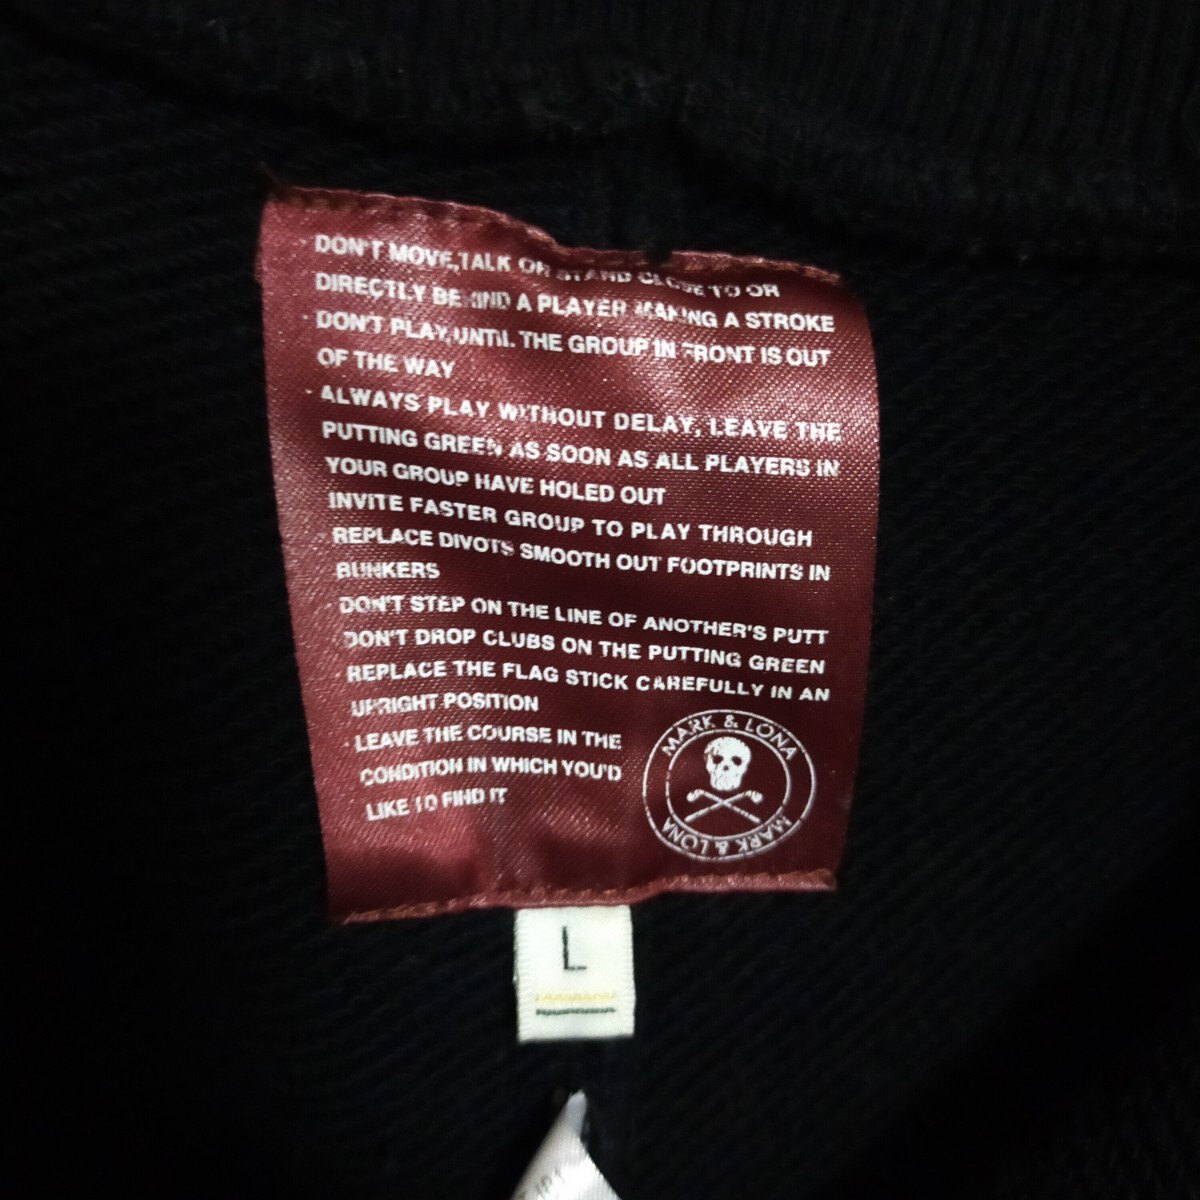 · DON'T MOVE, TALK OR STAND CLOSE TO OR
DIRECTLY BEHIND A PLAYER MAKING A STROKE
· DON'T PLAY, UNTIL THE GROUP IN FRONT IS OUT
OF THE WAY
· ALWAYS PLAY WITHOUT DELAY, LEAVE THE
PUTTING GREEN AS SOON AS ALL PLAYERS IN
YOUR GROUP HAVE HOLED OUT
INVITE FASTER GROUP TO PLAY THROUGH
· REPLACE DIVOTS SMOOTH OUT FOOTPRINTS IN
BUNKERS
· DON'T STEP ON THE LINE OF ANOTHER'S PUTT
DON'T DROP CLUBS ON THE PUTTING GREEN
· REPLACE THE FLAG STICK CAREFULLY IN AN
UPRIGHT POSITION
· LEAVE THE COURSE IN THE
CONDITION IN WHICH YOU'D
LIKE TO FIND IT
MARK & LONA
MARK & LONA
L